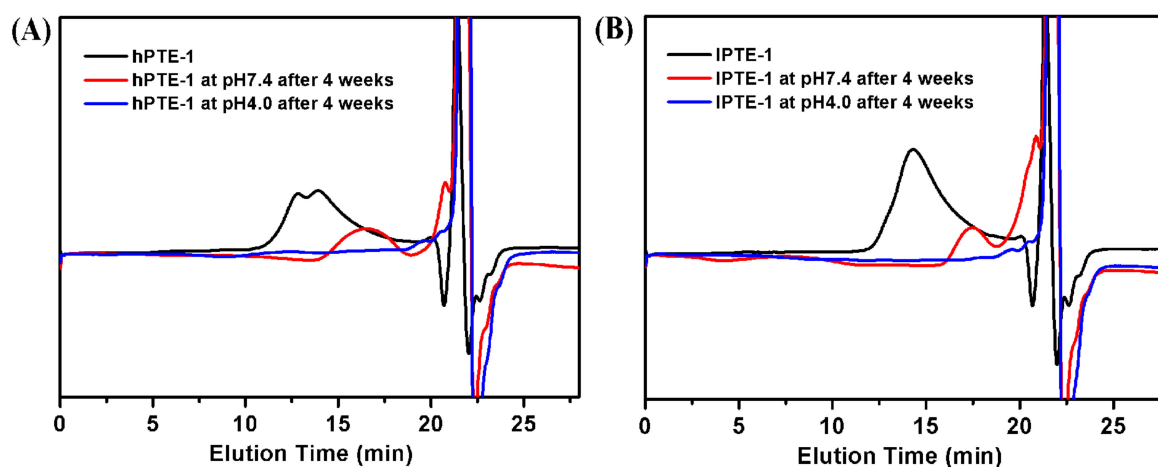 (A)
hPTE-1
hPTE-1 at pH7.4 after 4 weeks
hPTE-1 at pH4.0 after 4 weeks
0 5 10 15 20 25
Elution Time (min)
(B)
lPTE-1
lPTE-1 at pH7.4 after 4 weeks
lPTE-1 at pH4.0 after 4 weeks
0 5 10 15 20 25
Elution Time (min)